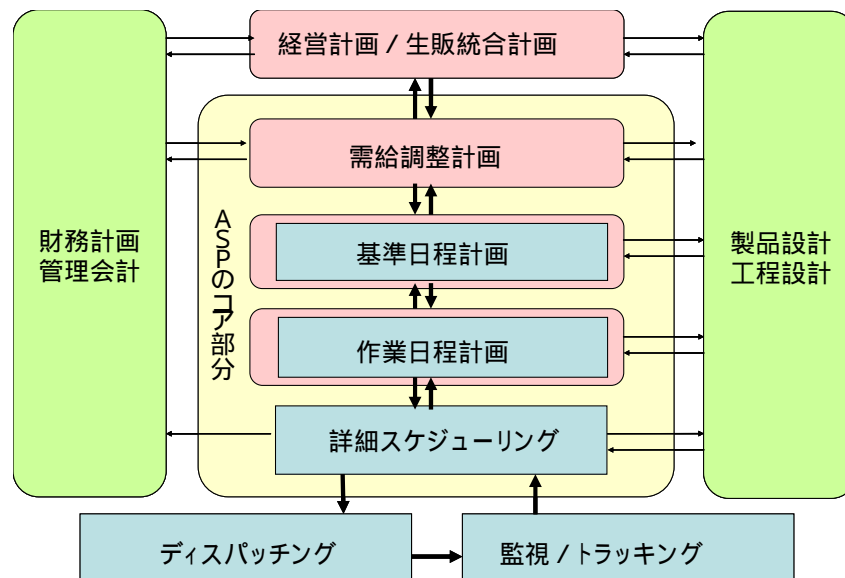 経営計画 / 生販統合計画
需給調整計画
ASPのコア部分
財務計画
管理会計
基準日程計画
製品設計
工程設計
作業日程計画
詳細スケジューリング
ディスパッチング
監視 / トラッキング